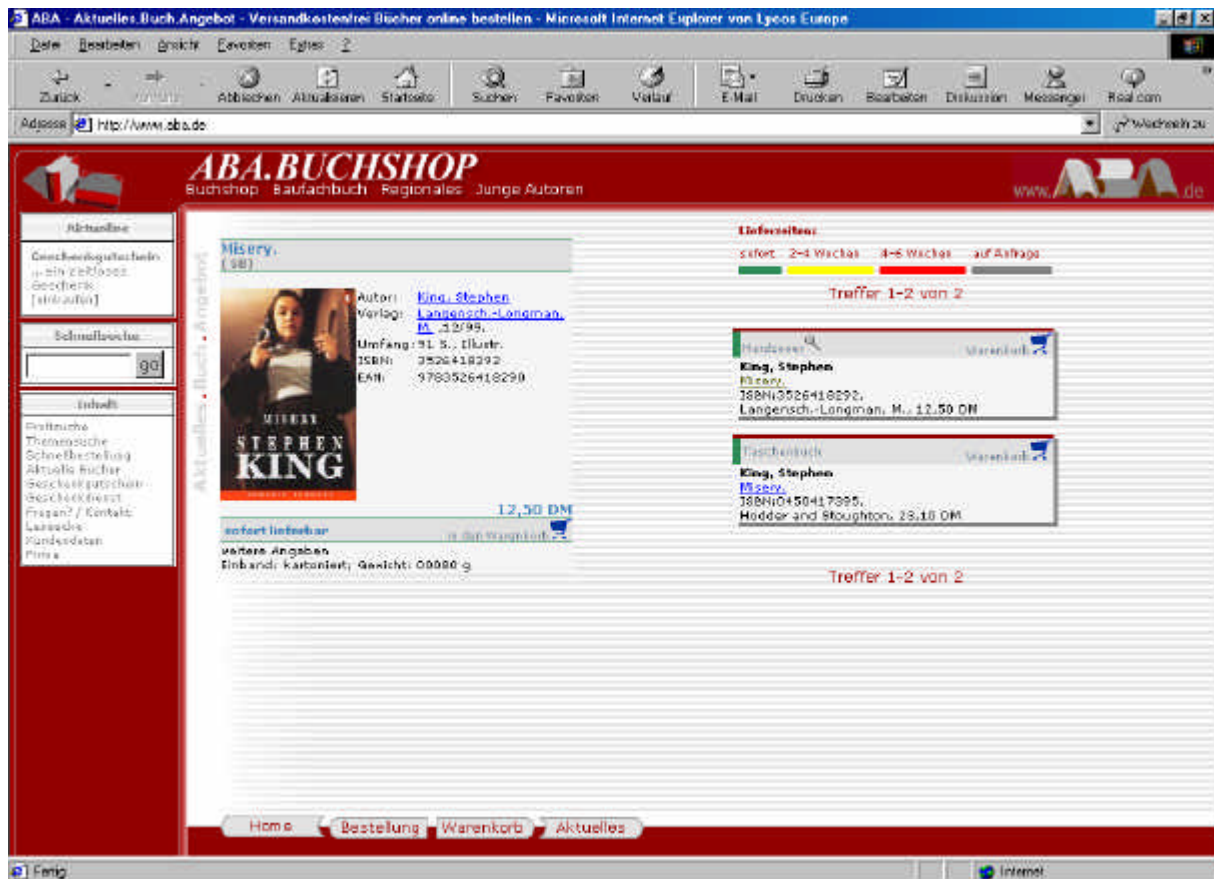 ABA - Aktuelles.Buch.Angebot - Versandkostenfrei Bücher online bestellen - Microsoft Internet Explorer von Lycos Europe
Datei Bearbeiten Ansicht Favoriten Extras ?
Zurück Abbrechen Aktualisieren Startseite Suchen Favoriten Verlauf E-Mail Drucken Bearbeiten Diskussion Messenger Real.com
Adresse http://www.aba.de Wechseln zu
ABA.BUCHSHOP
Buchshop Baufachbuch Regionales Junge Autoren
www. ABA .de
Aktuelles
Geschenkgutschein
... ein zeitloses
Geschenk
[einkaufen]
Schnellsuche
go
Inhalt
Profisuche
Themensuche
Schnellbestellung
Aktuelle Bücher
Geschenkgutschein
Geschenkdienst
Fragen? / Kontakt
Leseecke
Kundendaten
Aktuelles.Buch.Angebot
Misery.
Autor: King, Stephen
Verlag: Langensch.-Longman,
M. ,12/99.
Umfang: 91 S., Illustr.
ISBN: 3526418292
EAN: 9783526418290
MISERY
STEPHEN
KING
12,50 DM
sofort lieferbar in den Warenkorb
weitere Angaben
Einband: kartoniert; Gewicht: 00080 g
Lieferzeiten:
sofort 2-4 Wochen 4-6 Wochen auf Anfrage
Treffer 1-2 von 2
Hardcover Warenkorb
King, Stephen
Misery.
ISBN:3526418292.
Langensch.-Longman, M., 12,50 DM
Taschenbuch Warenkorb
King, Stephen
Misery.
ISBN:0450417395.
Hodder and Stoughton, 23,10 DM
Treffer 1-2 von 2
Home Bestellung Warenkorb Aktuelles
Fertig Internet